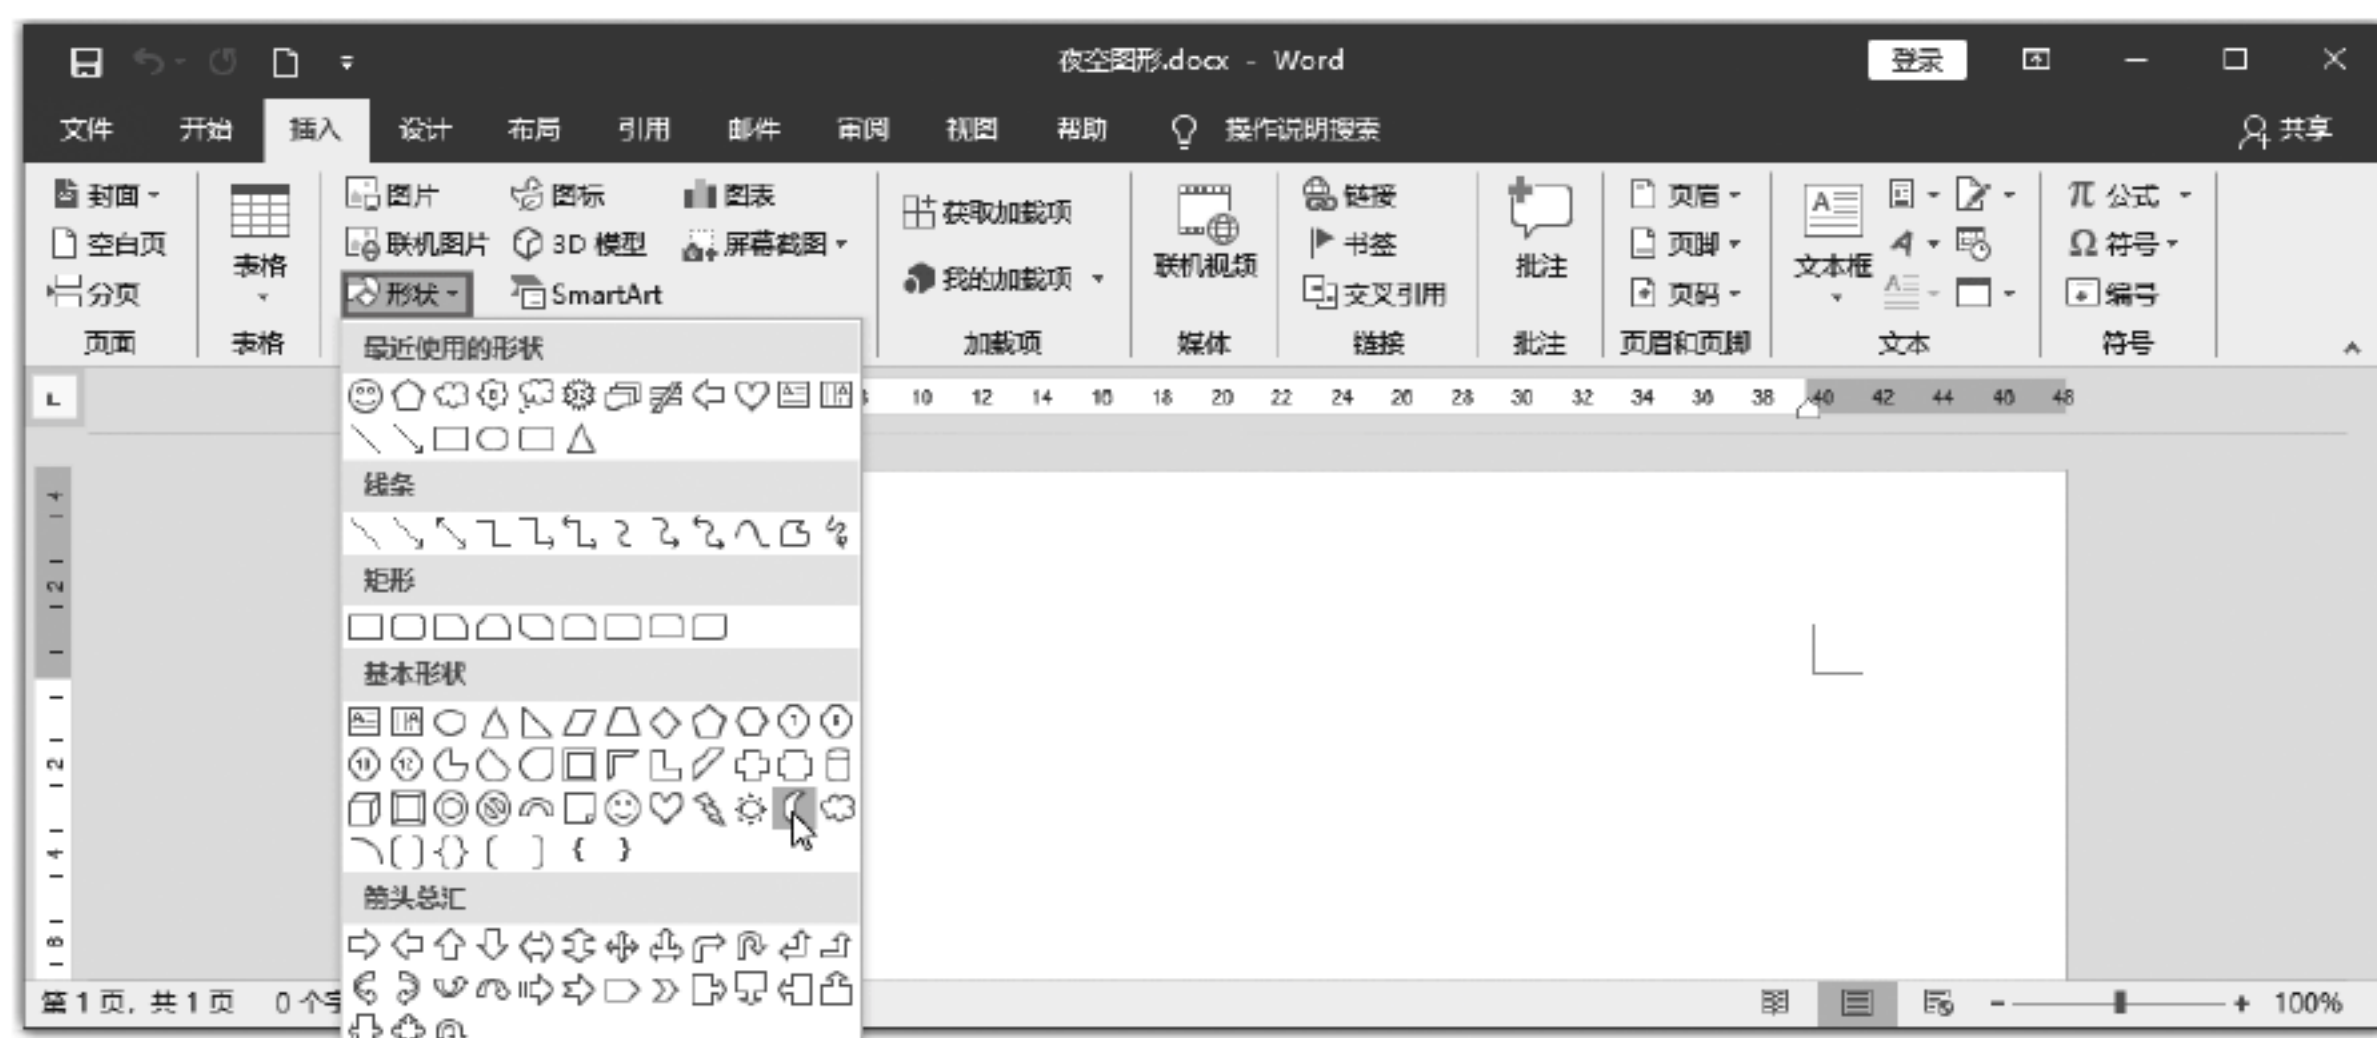 夜空图形.docx - Word
登录
文件 开始 插入 设计 布局 引用 邮件 审阅 视图 帮助 操作说明搜索 共享
封面
空白页
分页
页面
表格
表格
图片
联机图片
形状
图标
3D 模型
SmartArt
图表
屏幕截图
获取加载项
我的加载项
加载项
联机视频
媒体
链接
书签
交叉引用
链接
批注
批注
页眉
页脚
页码
页眉和页脚
文本框
文本
公式
符号
编号
符号
最近使用的形状
线条
矩形
基本形状
箭头总汇
10 12 14 16 18 20 22 24 26 28 30 32 34 36 38 40 42 44 46 48
4
2
2
4
6
第 1 页, 共 1 页 0 个
100%